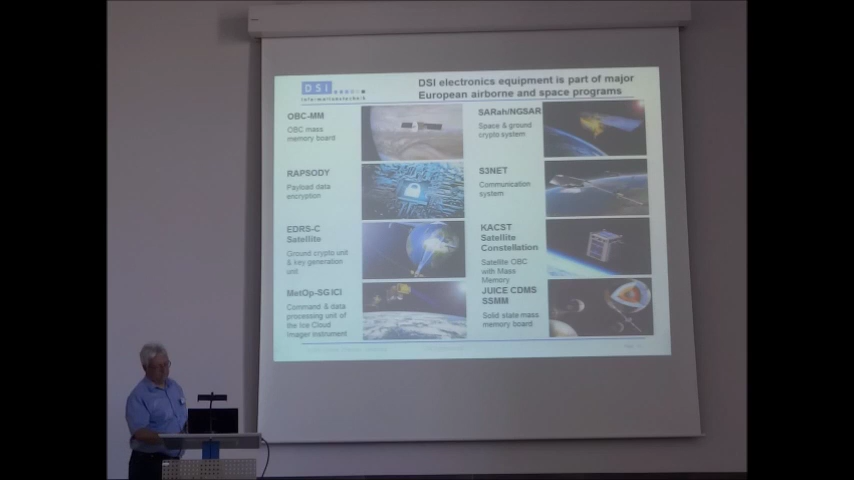 DSI
Informationstechnik
DSI electronics equipment is part of major
European airborne and space programs
OBC-MM
OBC mass
memory board
RAPSODY
Payload data
encryption
EDRS-C
Satellite
Ground crypto unit
& key generation
unit
MetOp-SG ICI
Command & data
processing unit of
the Ice Cloud
Imager instrument
SARah/NGSAR
Space & ground
crypto system
S3NET
Communication
system
KACST
Satellite
Constellation
Satellite OBC
with Mass
Memory
JUICE CDMS
SSMM
Solid state mass
memory board